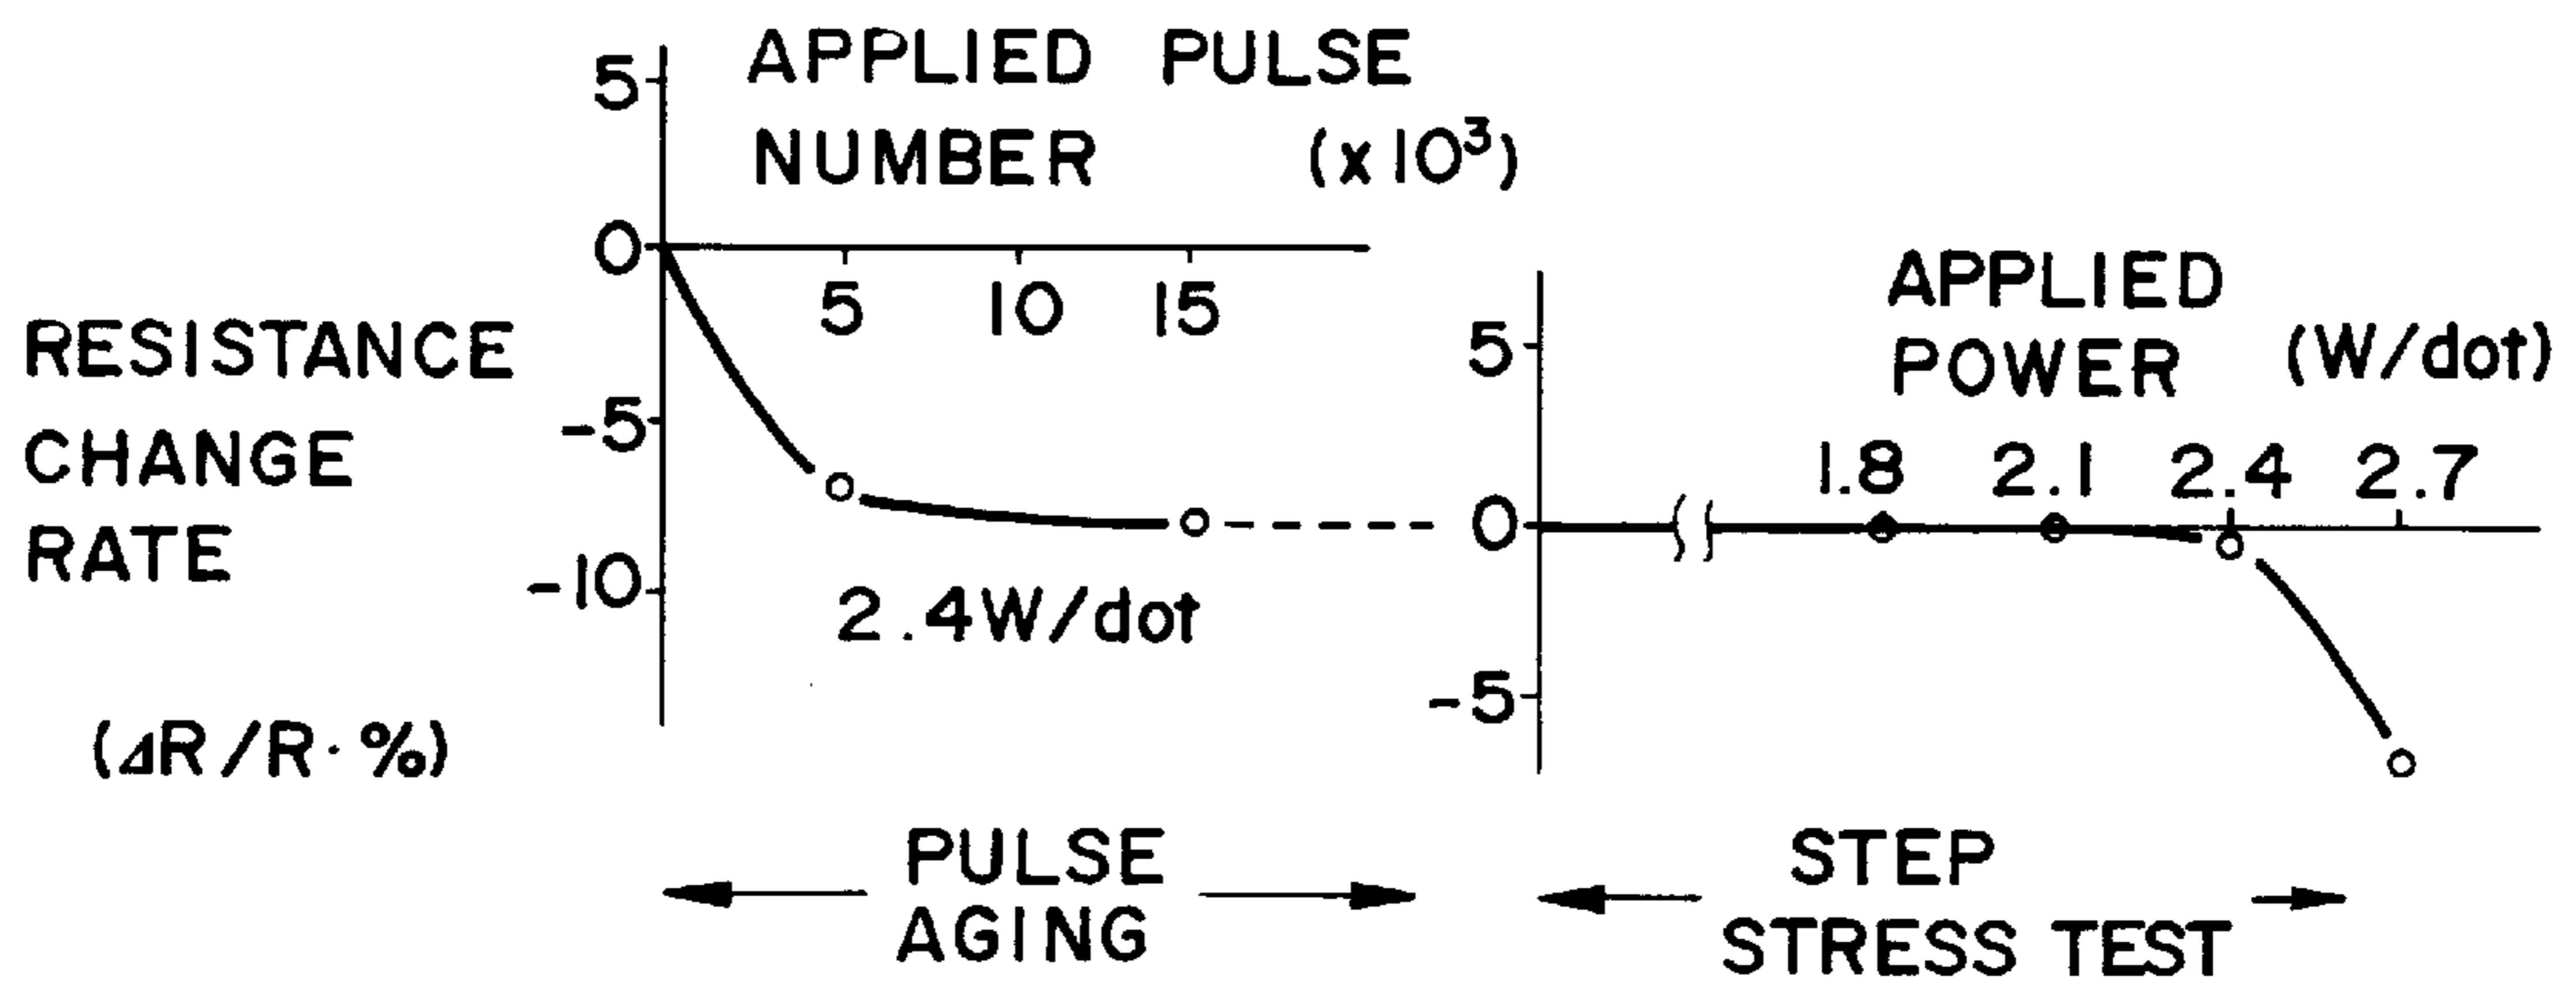 APPLIED PULSE
NUMBER (x10³)
5
0
-5
-10
5 10 15
2.4W/dot
RESISTANCE
CHANGE
RATE
(ΔR/R·%)
APPLIED
POWER (W/dot)
1.8 2.1 2.4 2.7
5
0
-5
PULSE
AGING
STEP
STRESS TEST